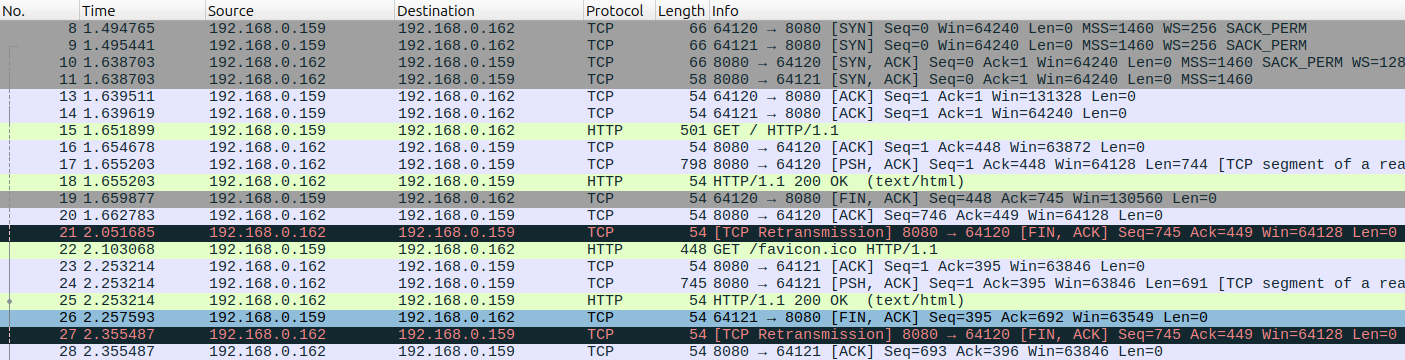 No. Time Source Destination Protocol Length Info
8 1.494765 192.168.0.159 192.168.0.162 TCP 66 64120 → 8080 [SYN] Seq=0 Win=64240 Len=0 MSS=1460 WS=256 SACK_PERM
9 1.495441 192.168.0.159 192.168.0.162 TCP 66 64121 → 8080 [SYN] Seq=0 Win=64240 Len=0 MSS=1460 WS=256 SACK_PERM
10 1.638703 192.168.0.162 192.168.0.159 TCP 66 8080 → 64120 [SYN, ACK] Seq=0 Ack=1 Win=64240 Len=0 MSS=1460 SACK_PERM WS=128
11 1.638703 192.168.0.162 192.168.0.159 TCP 58 8080 → 64121 [SYN, ACK] Seq=0 Ack=1 Win=64240 Len=0 MSS=1460
13 1.639511 192.168.0.159 192.168.0.162 TCP 54 64120 → 8080 [ACK] Seq=1 Ack=1 Win=131328 Len=0
14 1.639619 192.168.0.159 192.168.0.162 TCP 54 64121 → 8080 [ACK] Seq=1 Ack=1 Win=64240 Len=0
15 1.651899 192.168.0.159 192.168.0.162 HTTP 501 GET / HTTP/1.1
16 1.654678 192.168.0.162 192.168.0.159 TCP 54 8080 → 64120 [ACK] Seq=1 Ack=448 Win=63872 Len=0
17 1.655203 192.168.0.162 192.168.0.159 TCP 798 8080 → 64120 [PSH, ACK] Seq=1 Ack=448 Win=64128 Len=744 [TCP segment of a rea
18 1.655203 192.168.0.162 192.168.0.159 HTTP 54 HTTP/1.1 200 OK (text/html)
19 1.659877 192.168.0.159 192.168.0.162 TCP 54 64120 → 8080 [FIN, ACK] Seq=448 Ack=745 Win=130560 Len=0
20 1.662783 192.168.0.162 192.168.0.159 TCP 54 8080 → 64120 [ACK] Seq=746 Ack=449 Win=64128 Len=0
21 2.051685 192.168.0.162 192.168.0.159 TCP 54 [TCP Retransmission] 8080 → 64120 [FIN, ACK] Seq=745 Ack=449 Win=64128 Len=0
22 2.103068 192.168.0.159 192.168.0.162 HTTP 448 GET /favicon.ico HTTP/1.1
23 2.253214 192.168.0.162 192.168.0.159 TCP 54 8080 → 64121 [ACK] Seq=1 Ack=395 Win=63846 Len=0
24 2.253214 192.168.0.162 192.168.0.159 TCP 745 8080 → 64121 [PSH, ACK] Seq=1 Ack=395 Win=63846 Len=691 [TCP segment of a rea
25 2.253214 192.168.0.162 192.168.0.159 HTTP 54 HTTP/1.1 200 OK (text/html)
26 2.257593 192.168.0.159 192.168.0.162 TCP 54 64121 → 8080 [FIN, ACK] Seq=395 Ack=692 Win=63549 Len=0
27 2.355487 192.168.0.162 192.168.0.159 TCP 54 [TCP Retransmission] 8080 → 64120 [FIN, ACK] Seq=745 Ack=449 Win=64128 Len=0
28 2.355487 192.168.0.162 192.168.0.159 TCP 54 8080 → 64121 [ACK] Seq=693 Ack=396 Win=63846 Len=0